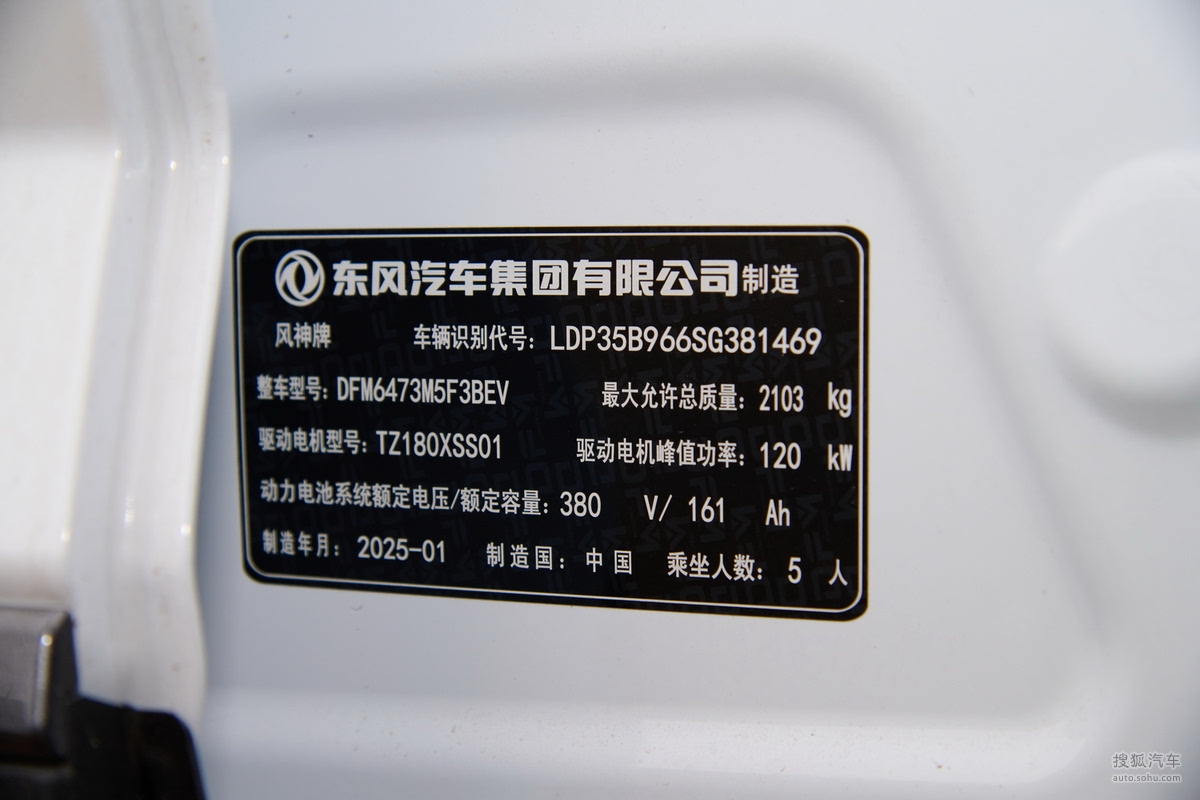 东风汽车集团有限公司制造
风神牌 车辆识别代号: LDP35B966SG381469
整车型号: DFM6473M5F3BEV 最大允许总质量: 2103 kg
驱动电机型号: TZ180XSS01 驱动电机峰值功率: 120 kW
动力电池系统额定电压/额定容量: 380 V/ 161 Ah
制造年月: 2025-01 制造国: 中国 乘坐人数: 5 人
搜狐汽车
auto.sohu.com